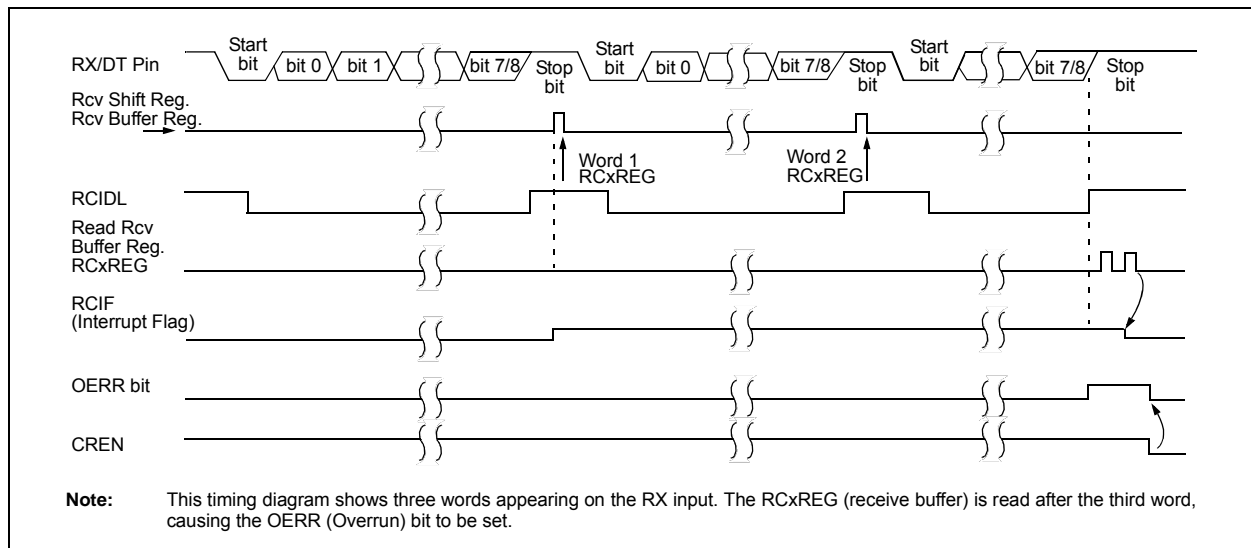 RX/DT Pin
Start bit
bit 0
bit 1
bit 7/8
Stop bit
Start bit
bit 0
bit 7/8
Stop bit
Start bit
bit 7/8
Stop bit
Rcv Shift Reg.
Rcv Buffer Reg.
Word 1
RCxREG
Word 2
RCxREG
RCIDL
Read Rcv
Buffer Reg.
RCxREG
RCIF
(Interrupt Flag)
OERR bit
CREN
Note: This timing diagram shows three words appearing on the RX input. The RCxREG (receive buffer) is read after the third word,
causing the OERR (Overrun) bit to be set.